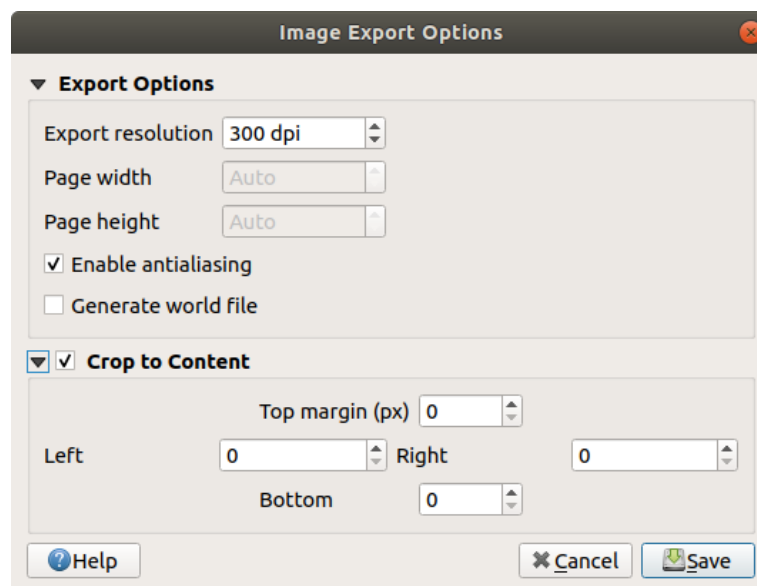 Image Export Options
Export Options
Export resolution 300 dpi
Page width Auto
Page height Auto
Enable antialiasing
Generate world file
Crop to Content
Top margin (px) 0
Left 0 Right 0
Bottom 0
Help Cancel Save